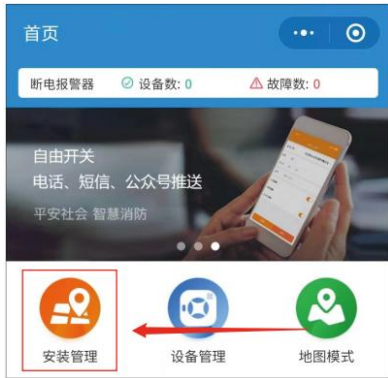 首页
断电报警器 设备数: 0 故障数: 0
自由开关
电话、短信、公众号推送
平安社会 智慧消防
安装管理 设备管理 地图模式